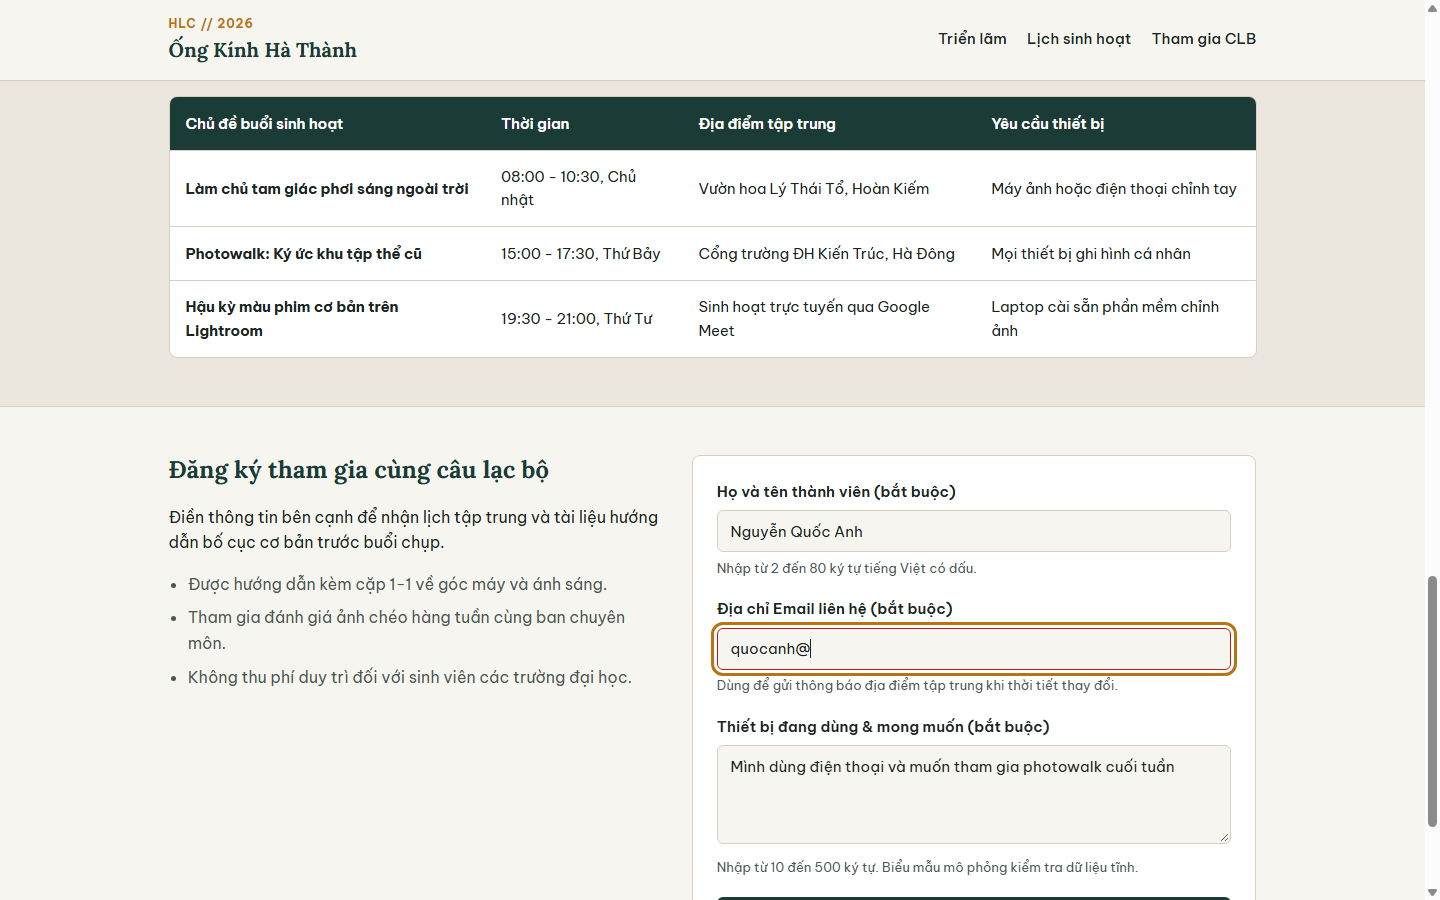 HLC // 2026
Ống Kính Hà Thành
Triển lãm
Lịch sinh hoạt
Tham gia CLB
Chủ đề buổi sinh hoạt
Thời gian
Địa điểm tập trung
Yêu cầu thiết bị
Làm chủ tam giác phơi sáng ngoài trời
08:00 - 10:30, Chủ
nhật
Vườn hoa Lý Thái Tổ, Hoàn Kiếm
Máy ảnh hoặc điện thoại chỉnh tay
Photowalk: Ký ức khu tập thể cũ
15:00 - 17:30, Thứ Bảy
Cổng trường ĐH Kiến Trúc, Hà Đông
Mọi thiết bị ghi hình cá nhân
Hậu kỳ màu phim cơ bản trên
Lightroom
19:30 - 21:00, Thứ Tư
Sinh hoạt trực tuyến qua Google
Meet
Laptop cài sẵn phần mềm chỉnh
ảnh
Đăng ký tham gia cùng câu lạc bộ
Điền thông tin bên cạnh để nhận lịch tập trung và tài liệu hướng
dẫn bố cục cơ bản trước buổi chụp.
• Được hướng dẫn kèm cặp 1-1 về góc máy và ánh sáng.
• Tham gia đánh giá ảnh chéo hàng tuần cùng ban chuyên
môn.
• Không thu phí duy trì đối với sinh viên các trường đại học.
Họ và tên thành viên (bắt buộc)
Nguyễn Quốc Anh
Nhập từ 2 đến 80 ký tự tiếng Việt có dấu.
Địa chỉ Email liên hệ (bắt buộc)
quocanh@
Dùng để gửi thông báo địa điểm tập trung khi thời tiết thay đổi.
Thiết bị đang dùng & mong muốn (bắt buộc)
Mình dùng điện thoại và muốn tham gia photowalk cuối tuần
Nhập từ 10 đến 500 ký tự. Biểu mẫu mô phỏng kiểm tra dữ liệu tĩnh.